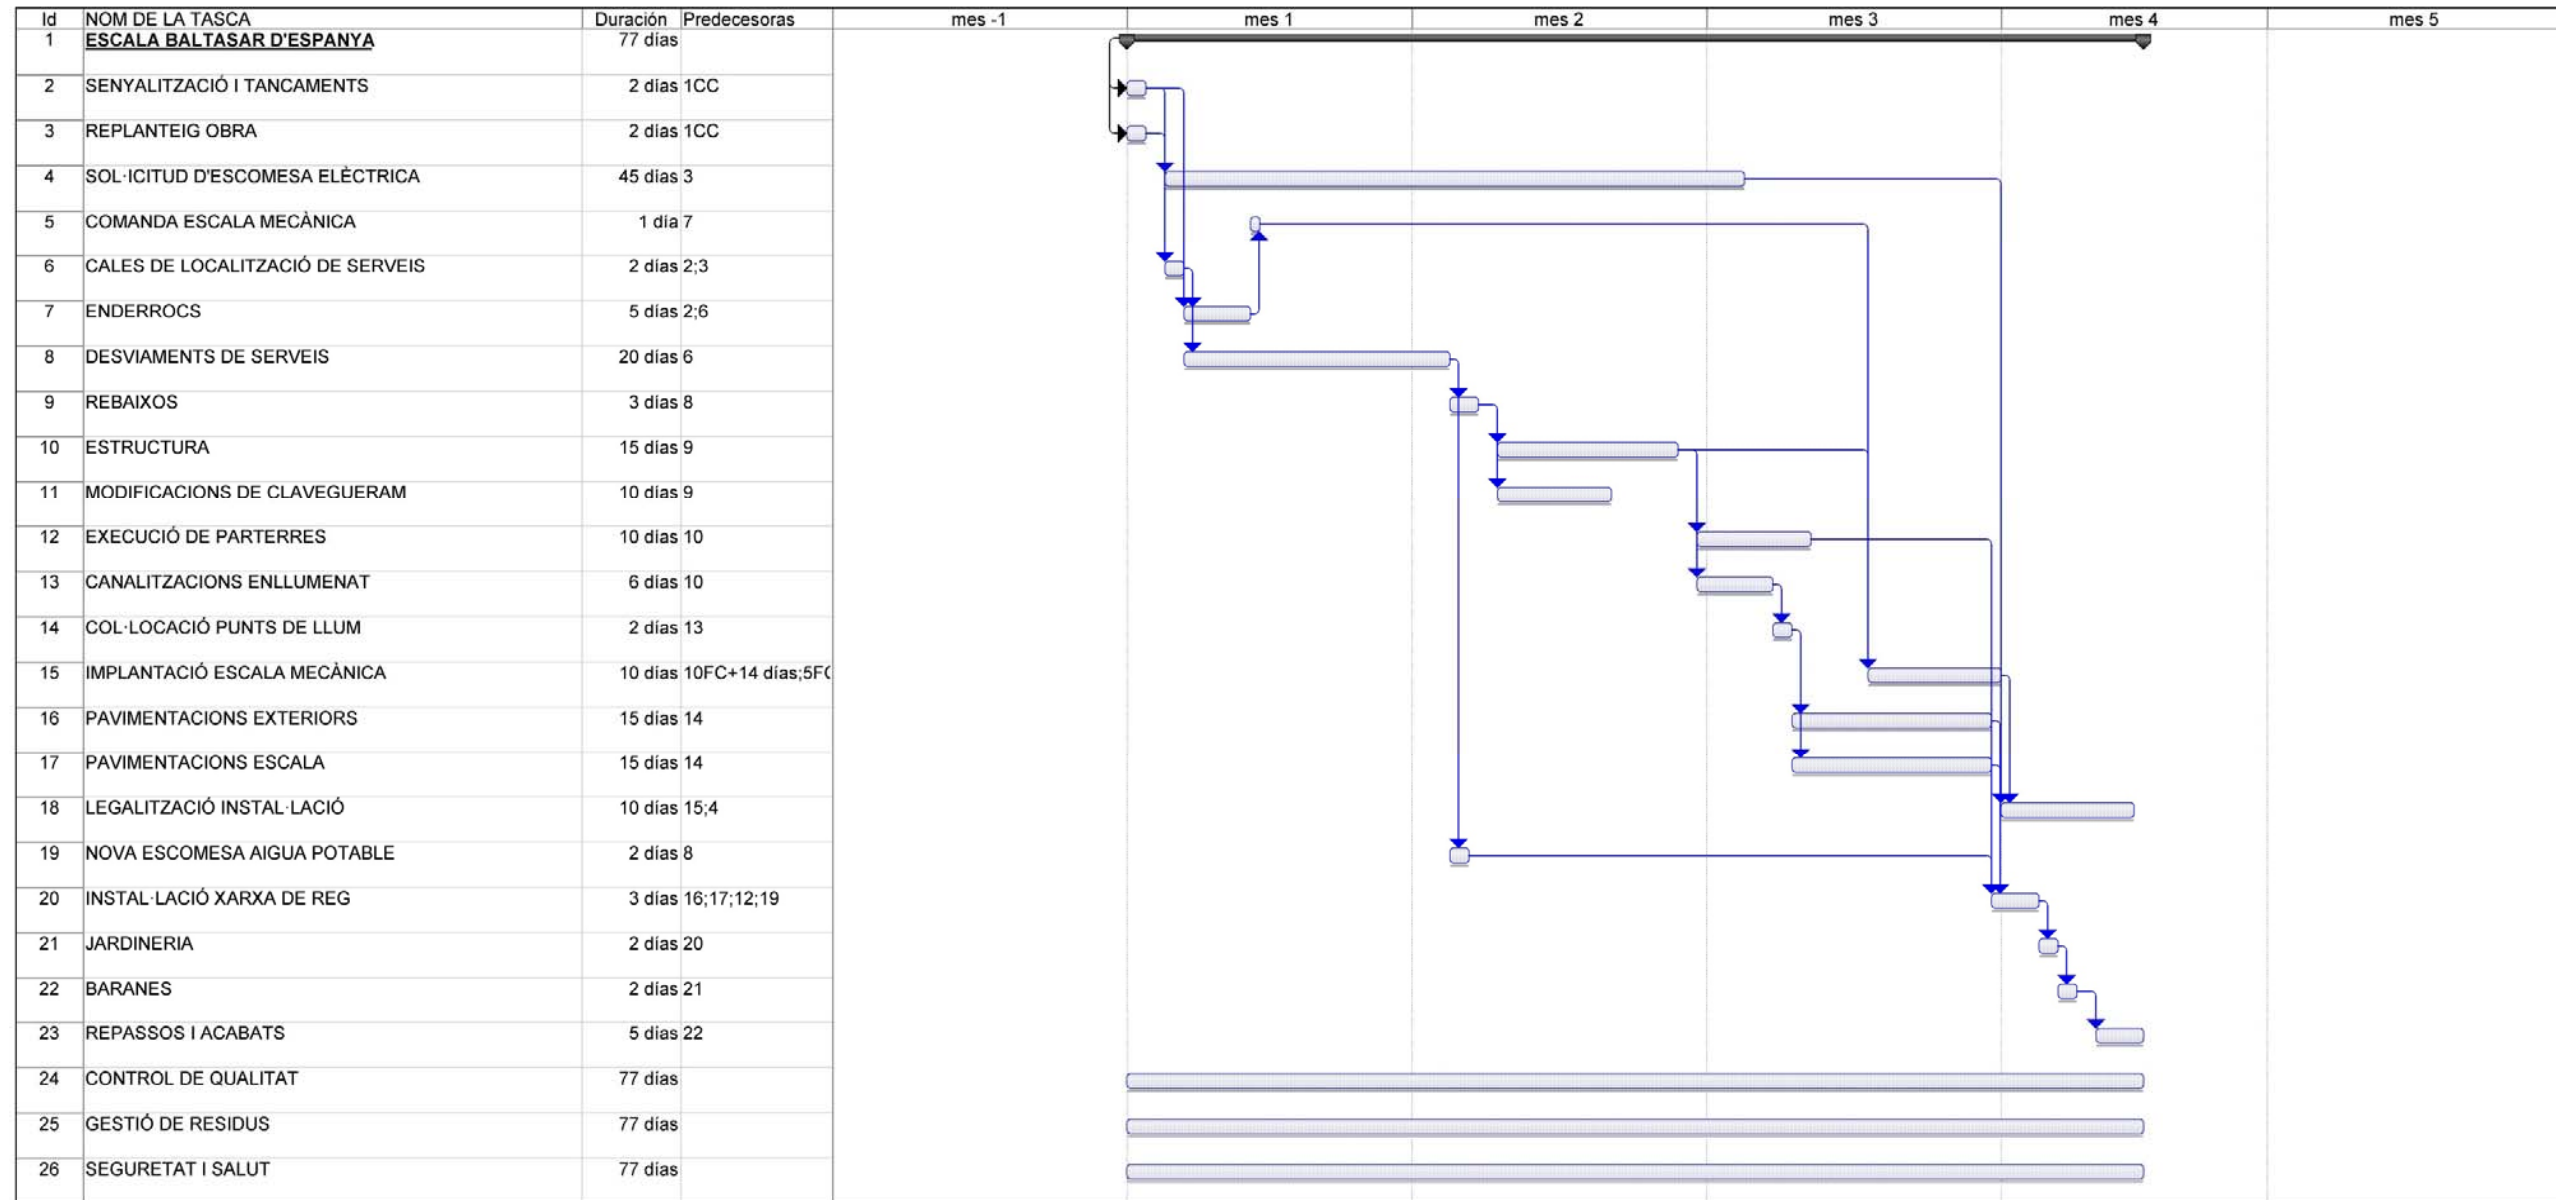 Id NOM DE LA TASCA Duración Predecesoras mes -1 mes 1 mes 2 mes 3 mes 4 mes 5
1 ESCALA BALTASAR D'ESPANYA 77 días
2 SENYALITZACIÓ I TANCAMENTS 2 días 1CC
3 REPLANTEIG OBRA 2 días 1CC
4 SOL·ICITUD D'ESCOMESA ELÈCTRICA 45 días 3
5 COMANDA ESCALA MECÀNICA 1 día 7
6 CALES DE LOCALITZACIÓ DE SERVEIS 2 días 2;3
7 ENDERROCS 5 días 2;6
8 DESVIAMENTS DE SERVEIS 20 días 6
9 REBAIXOS 3 días 8
10 ESTRUCTURA 15 días 9
11 MODIFICACIONS DE CLAVEGUERAM 10 días 9
12 EXECUCIÓ DE PARTERRES 10 días 10
13 CANALITZACIONS ENLLUMENAT 6 días 10
14 COL·LOCACIÓ PUNTS DE LLUM 2 días 13
15 IMPLANTACIÓ ESCALA MECÀNICA 10 días 10FC+14 días;5F
16 PAVIMENTACIONS EXTERIORS 15 días 14
17 PAVIMENTACIONS ESCALA 15 días 14
18 LEGALITZACIÓ INSTAL·LACIÓ 10 días 15;4
19 NOVA ESCOMESA AIGUA POTABLE 2 días 8
20 INSTAL·LACIÓ XARXA DE REG 3 días 16;17;12;19
21 JARDINERIA 2 días 20
22 BARANES 2 días 21
23 REPASSOS I ACABATS 5 días 22
24 CONTROL DE QUALITAT 77 días
25 GESTIÓ DE RESIDUS 77 días
26 SEGURETAT I SALUT 77 días